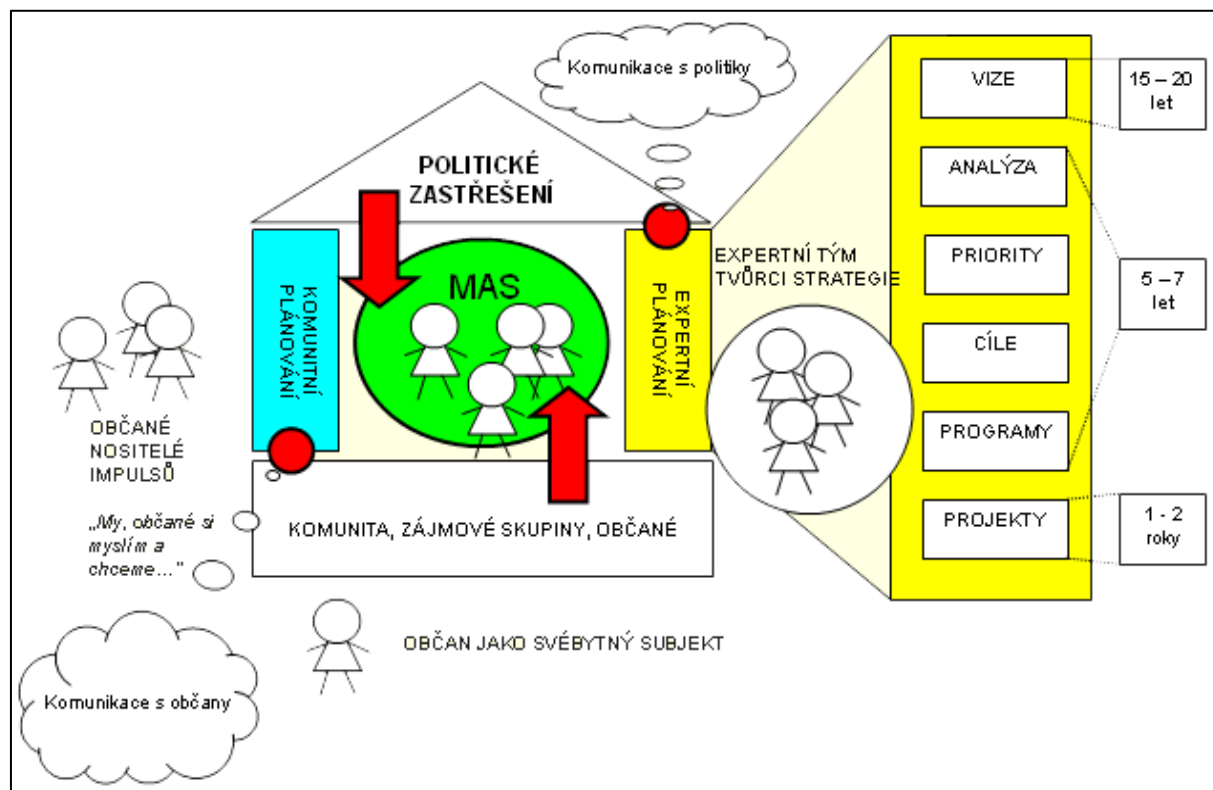 Komunikace s politiky
POLITICKÉ
ZASTŘEŠENÍ
KOMUNITNÍ
PLÁNOVÁNÍ
MAS
EXPERTNÍ
PLÁNOVÁNÍ
EXPERTNÍ TÝM
TVŮRCI STRATEGIE
VIZE
ANALÝZA
PRIORITY
CÍLE
PROGRAMY
PROJEKTY
15 – 20
let
5 – 7
let
1 - 2
roky
OBČANÉ
NOSITELÉ
IMPULSŮ
„My, občané si
myslím a
chceme…"
KOMUNITA, ZÁJMOVÉ SKUPINY, OBČANÉ
OBČAN JAKO SVÉBYTNÝ SUBJEKT
Komunikace s občany